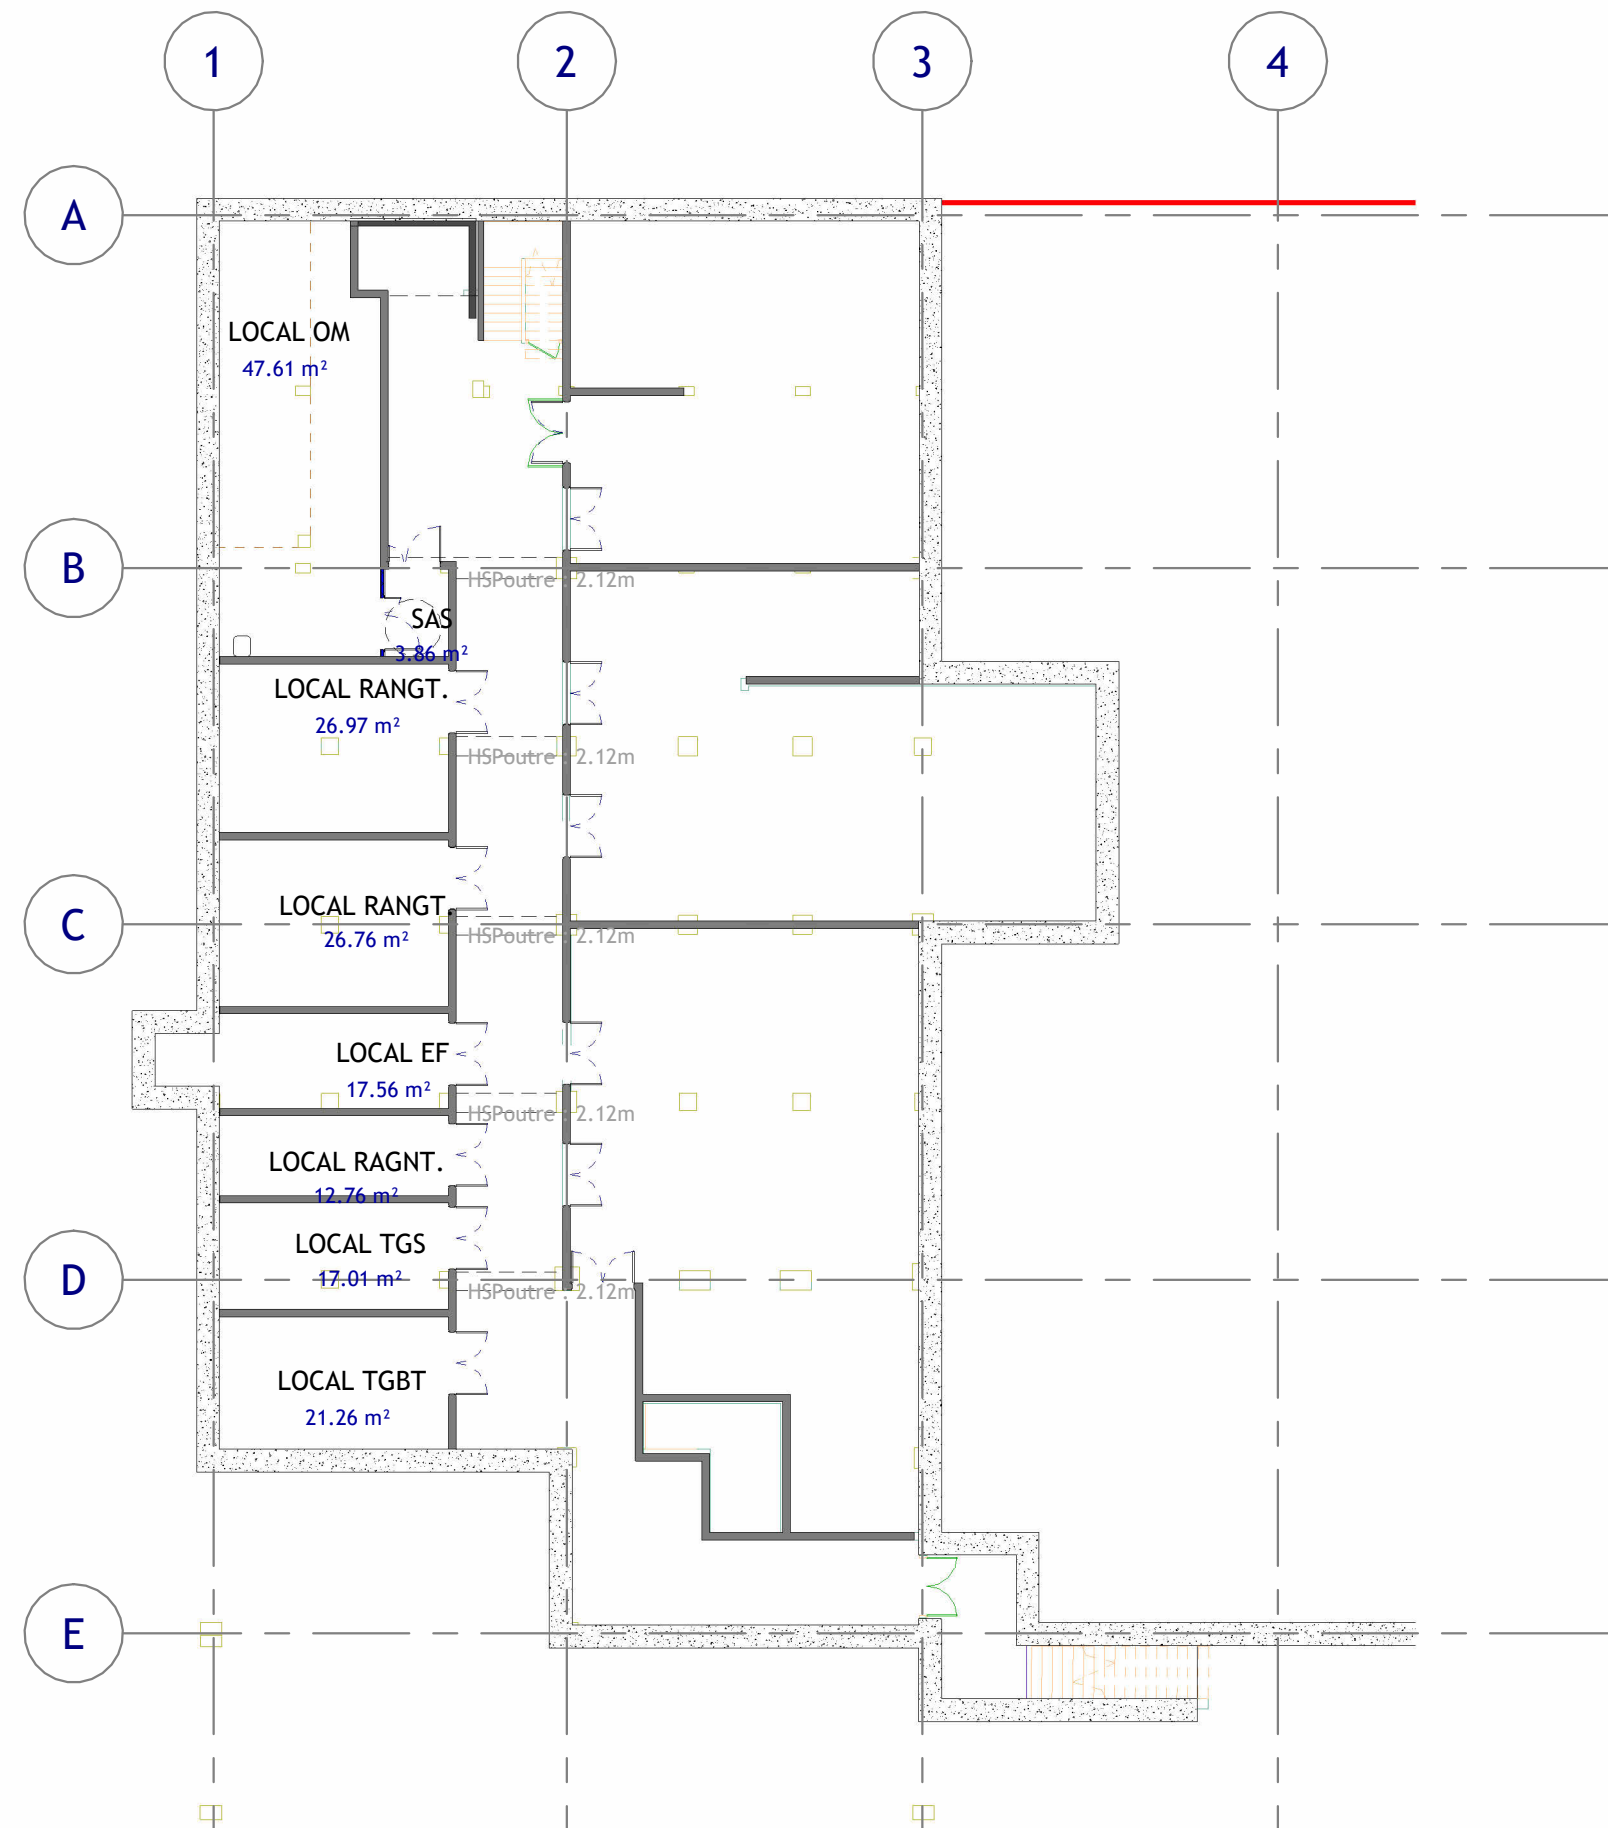 1
2
3
4
A
LOCAL OM
47.61 m²
B
HSPoutre : 2.12m
SAS
3.86 m²
LOCAL RANGT.
26.97 m²
HSPoutre : 2.12m
LOCAL RANGT.
C
26.76 m²
HSPoutre : 2.12m
LOCAL EF
17.56 m²
HSPoutre : 2.12m
LOCAL RAGNT.
12.76 m²
LOCAL TGS
D
17.01 m²
HSPoutre : 2.12m
LOCAL TGBT
21.26 m²
E